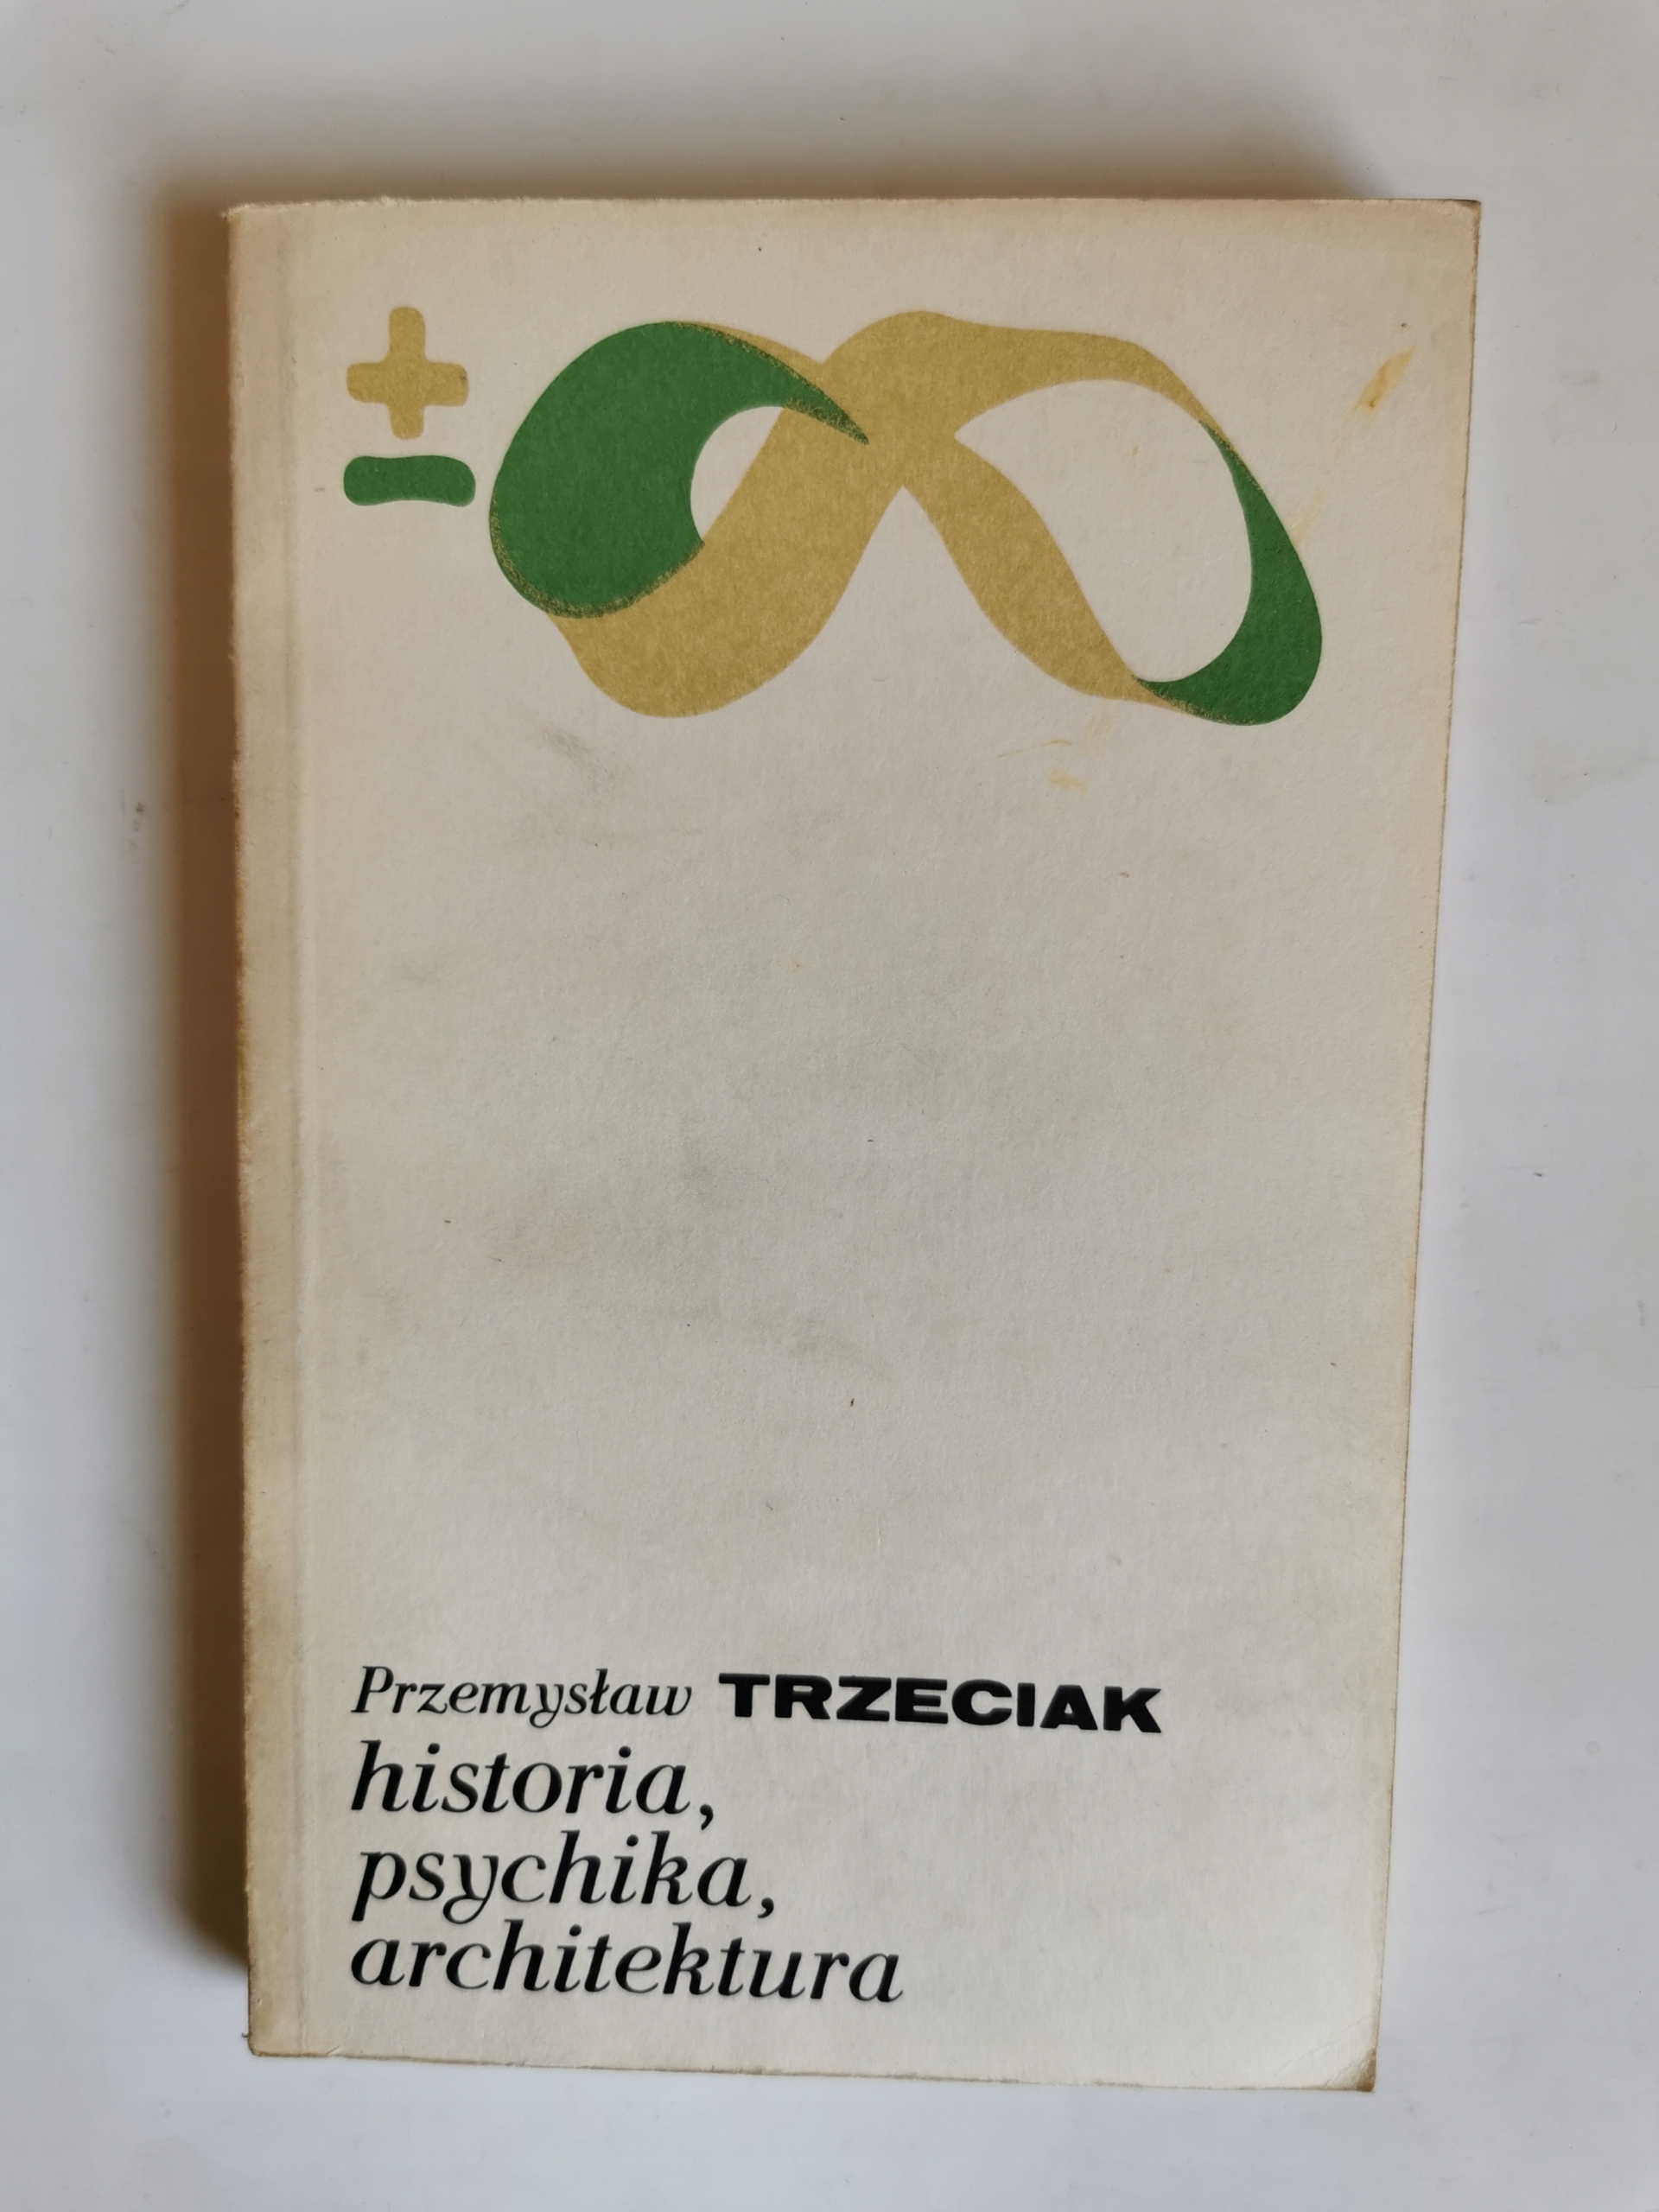 Przemysław TRZECIAK
historia,
psychika,
architektura